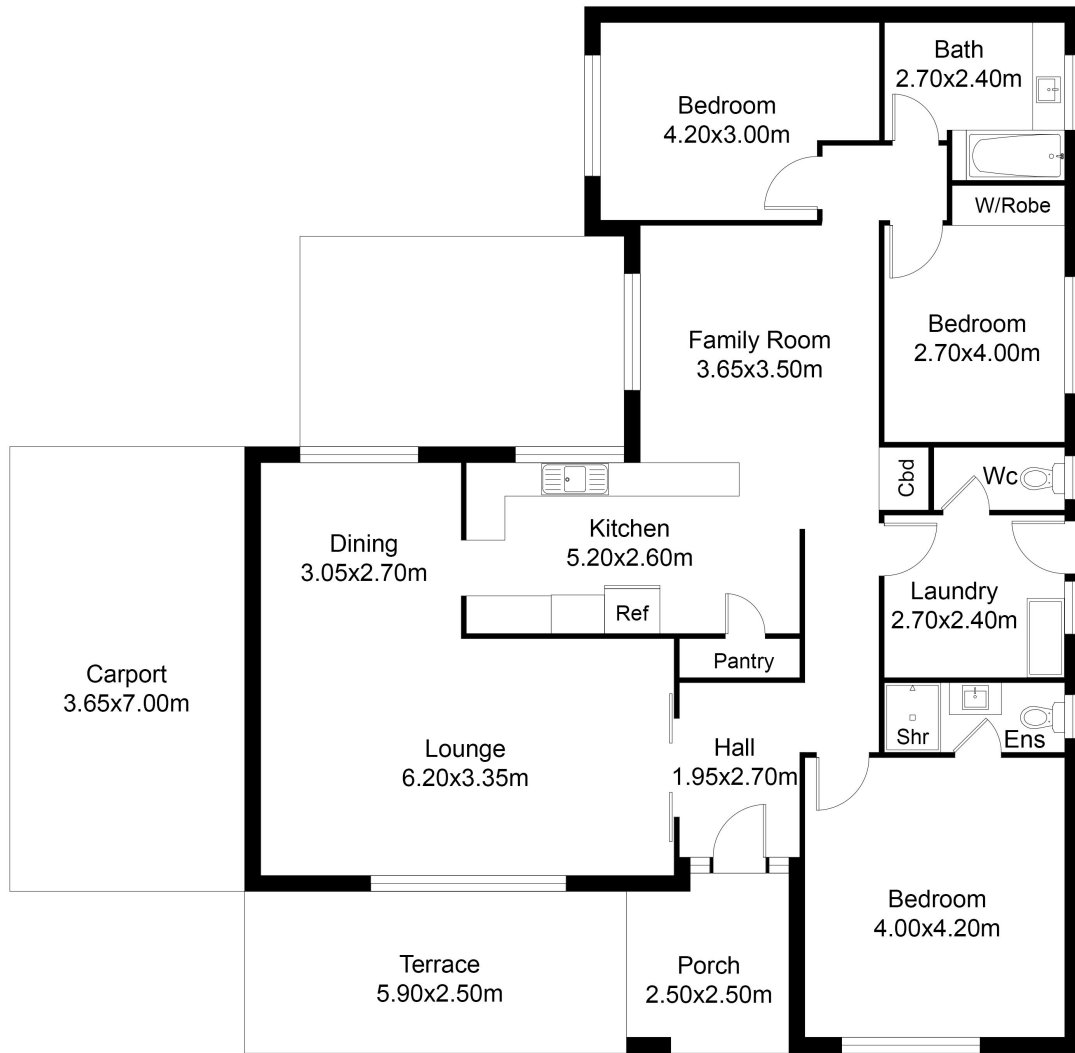 Bath
2.70x2.40m
Bedroom
4.20x3.00m
W/Robe
Bedroom
2.70x4.00m
Family Room
3.65x3.50m
Cbd
Wc
Kitchen
5.20x2.60m
Dining
3.05x2.70m
Ref
Laundry
2.70x2.40m
Pantry
Carport
3.65x7.00m
Lounge
6.20x3.35m
Hall
1.95x2.70m
Shr
Ens
Bedroom
4.00x4.20m
Terrace
5.90x2.50m
Porch
2.50x2.50m